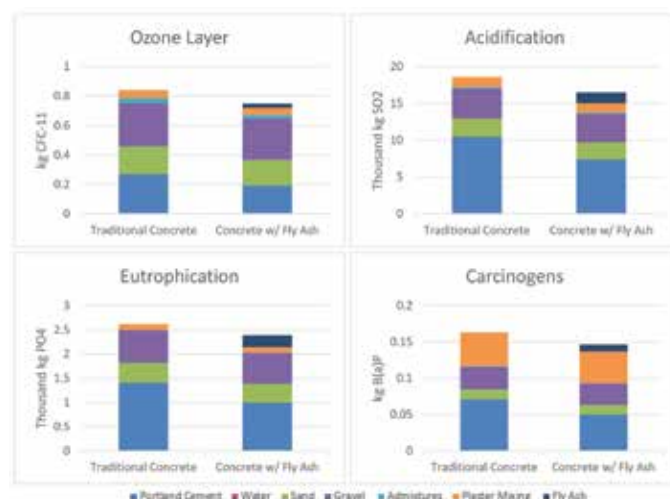 Ozone Layer
kg CFC-11
1
0.8
0.6
0.4
0.2
0
Traditional Concrete
Concrete w/ Fly Ash
Acidification
Thousand kg SO2
20
15
10
5
0
Traditional Concrete
Concrete w/ Fly Ash
Eutrophication
Thousand kg PO4
3
2.5
2
1.5
1
0.5
0
Traditional Concrete
Concrete w/ Fly Ash
Carcinogens
kg B(a)P
0.2
0.15
0.1
0.05
0
Traditional Concrete
Concrete w/ Fly Ash
Portland Cement Water Sand Gravel Admixtures Plaster Mixing Fly Ash